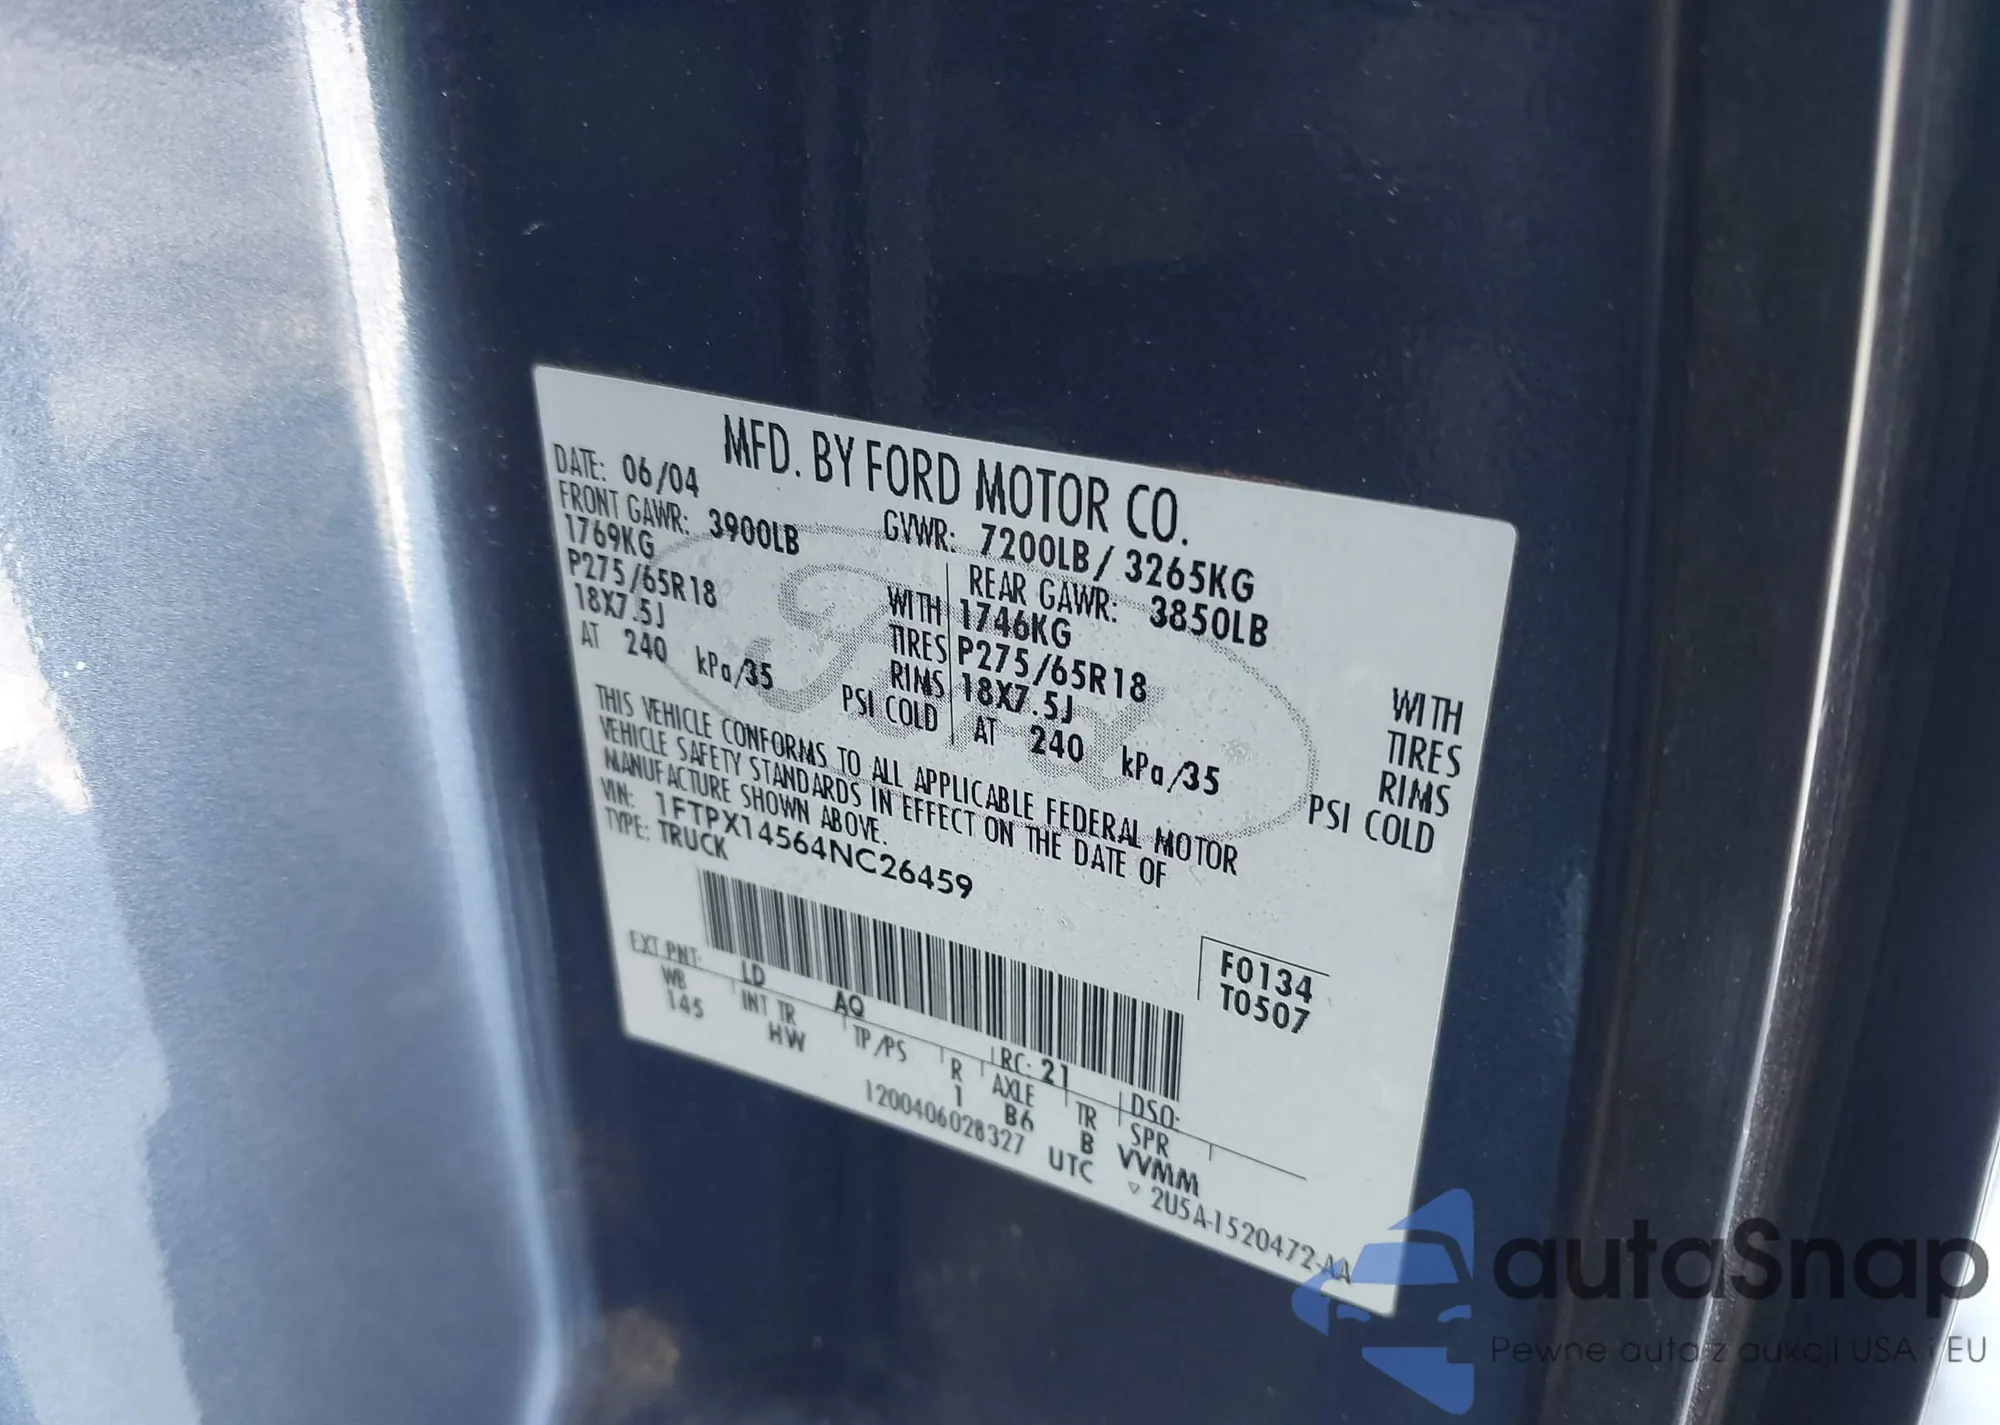 MFD. BY FORD MOTOR CO.
DATE: 06/04
GVWR: 7200LB / 3265KG
FRONT GAWR: 3900LB
REAR GAWR: 3850LB
1769KG WITH
1746KG WITH
P275/65R18 TIRES
P275/65R18 TIRES
18X7.5J RIMS
18X7.5J RIMS
AT 240 kPa/35 PSI COLD
AT 240 kPa/35 PSI COLD
THIS VEHICLE CONFORMS TO ALL APPLICABLE FEDERAL MOTOR
VEHICLE SAFETY STANDARDS IN EFFECT ON THE DATE OF
MANUFACTURE SHOWN ABOVE.
VIN: 1FTPX14564NC26459
TYPE: TRUCK
F0134
T0507
EXT PNT: LD AQ RC: 21 DSO:
WB INT TR TP/PS R AXLE TR SPR
145 HW 1 B6 B VVMM
1200406028327 UTC ▽ 2U5A-1520472-AA
autaSnap
Pewne auta z aukcji USA i EU